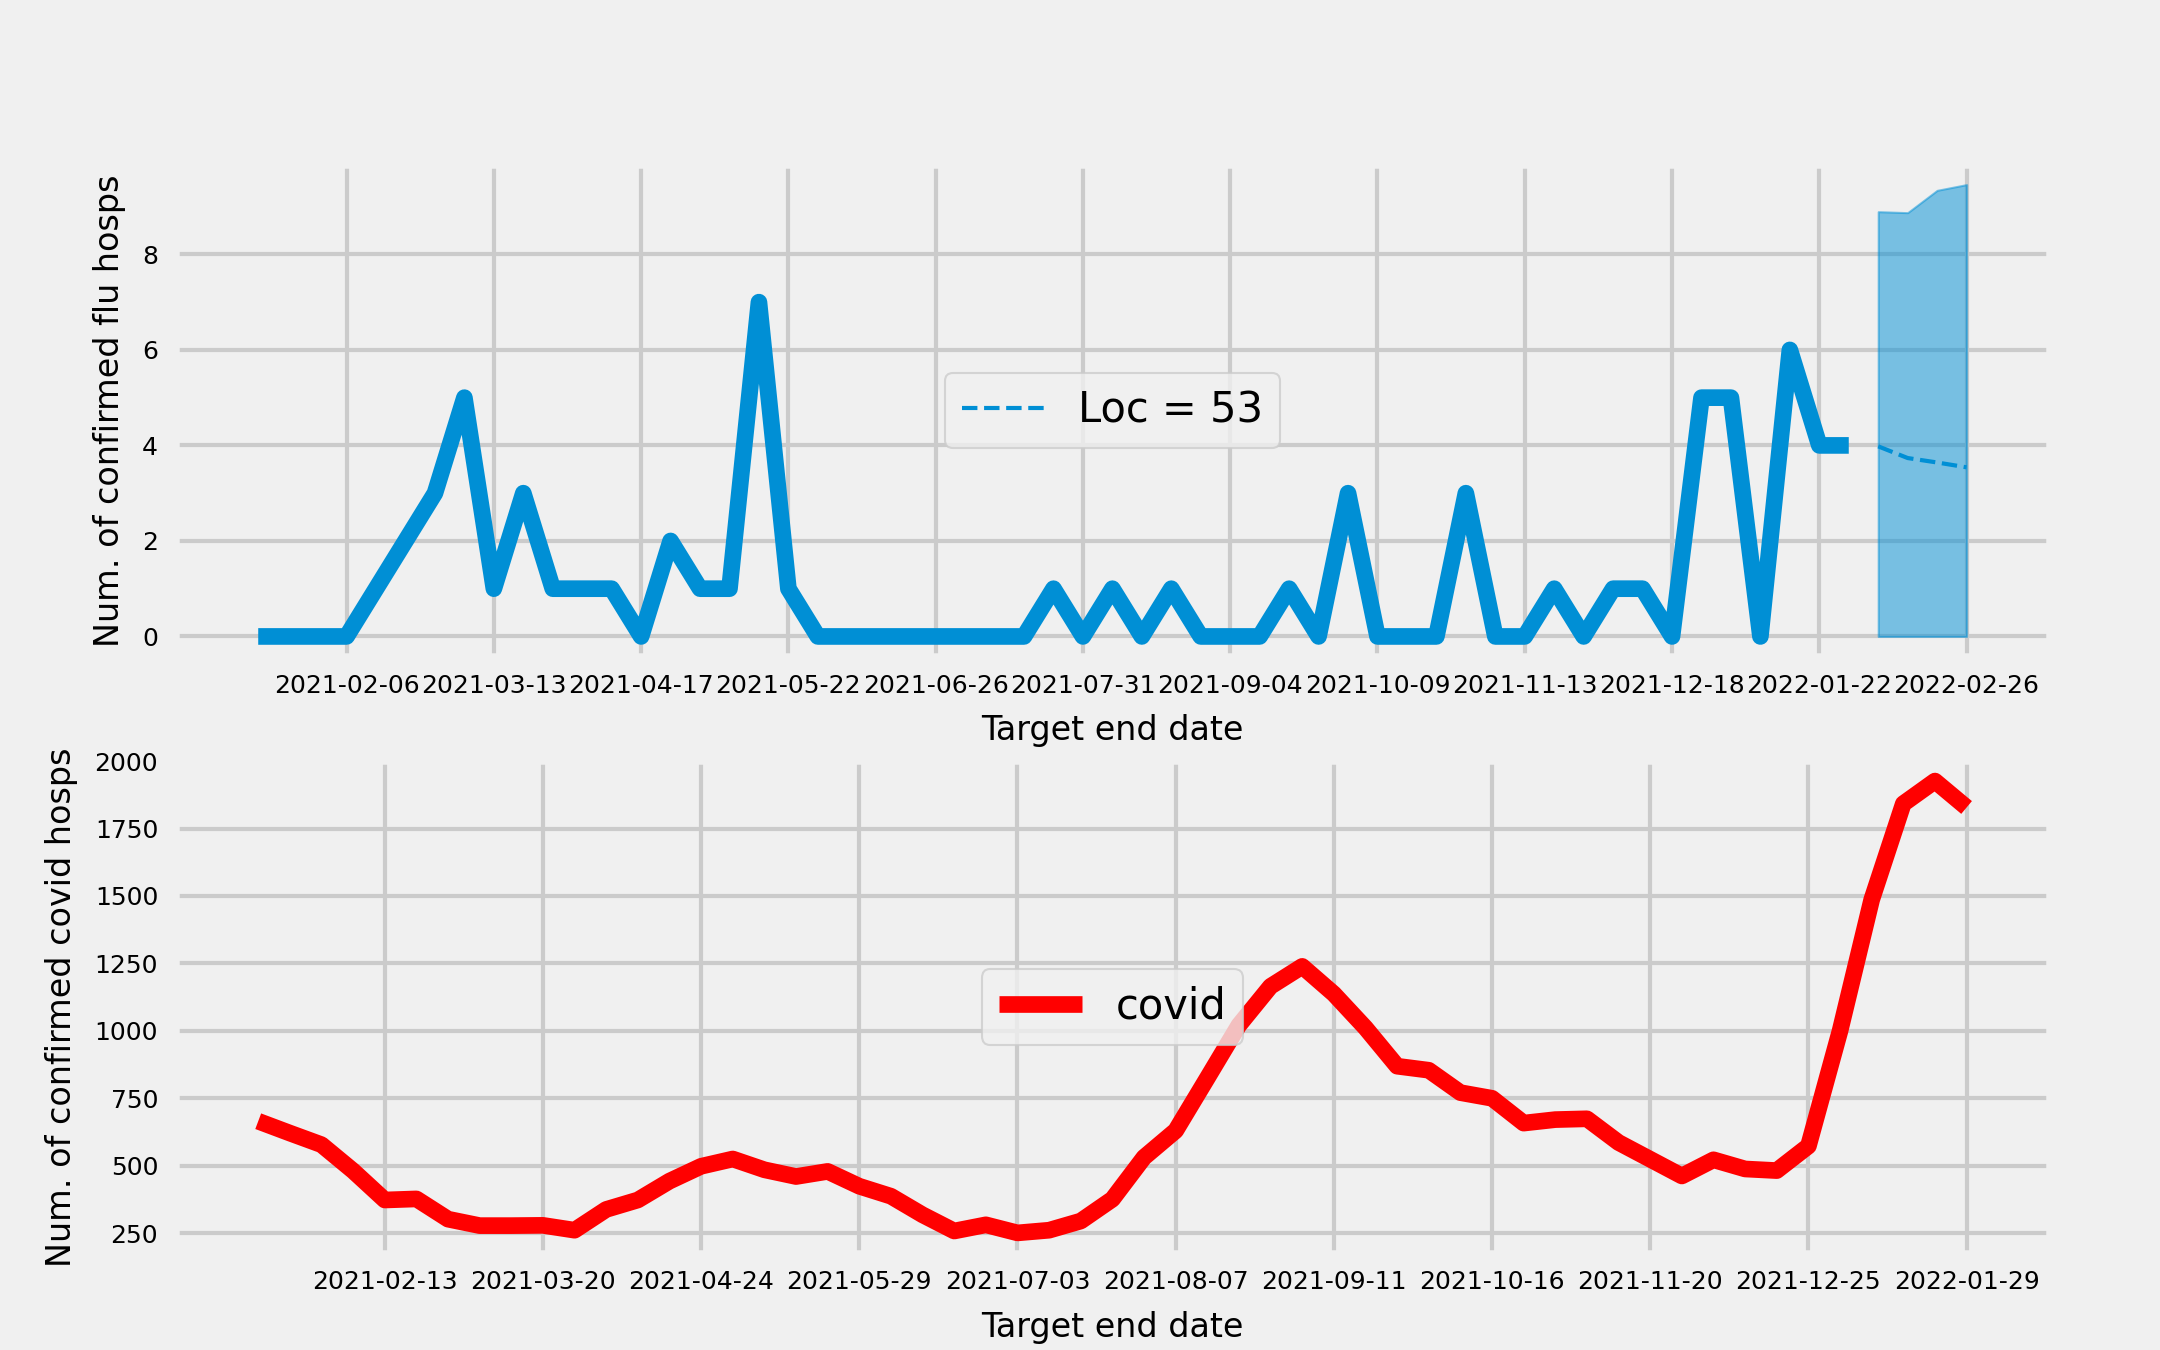 Num. of confirmed flu hosps
8
6
4
2
0
Loc = 53
2021-02-06 2021-03-13 2021-04-17 2021-05-22 2021-06-26 2021-07-31 2021-09-04 2021-10-09 2021-11-13 2021-12-18 2022-01-22 2022-02-26
Target end date
Num. of confirmed covid hosps
2000
1750
1500
1250
1000
750
500
250
covid
2021-02-13 2021-03-20 2021-04-24 2021-05-29 2021-07-03 2021-08-07 2021-09-11 2021-10-16 2021-11-20 2021-12-25 2022-01-29
Target end date